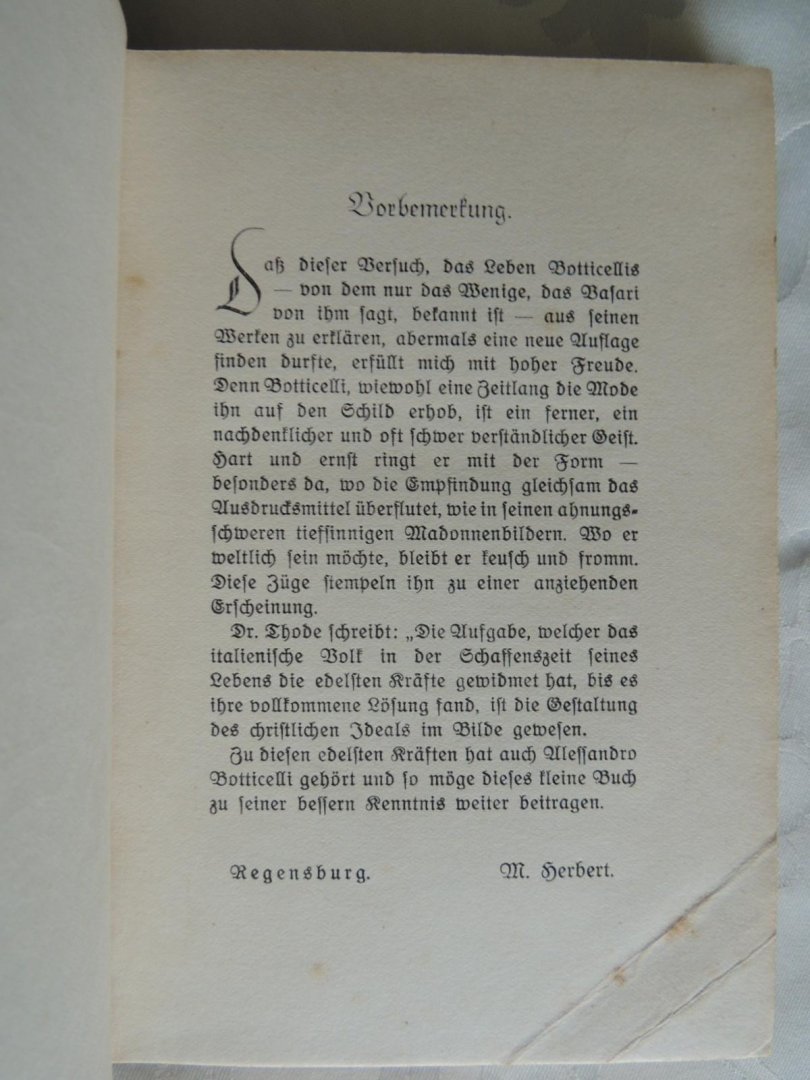 Vorbemerkung.
Daß dieser Versuch, das Leben Botticellis
— von dem nur das Wenige, das Vasari
von ihm sagt, bekannt ist — aus seinen
Werken zu erklären, abermals eine neue Auflage
finden durfte, erfüllt mich mit hoher Freude.
Denn Botticelli, wiewohl eine Zeitlang die Mode
ihn auf den Schild erhob, ist ein ferner, ein
nachdenklicher und oft schwer verständlicher Geist.
Hart und ernst ringt er mit der Form —
besonders da, wo die Empfindung gleichsam das
Ausdrucksmittel überflutet, wie in seinen ahnungs-
schweren tiefsinnigen Madonnenbildern. Wo er
weltlich sein möchte, bleibt er keusch und fromm.
Diese Züge stempeln ihn zu einer anziehenden
Erscheinung.
Dr. Thode schreibt: „Die Aufgabe, welcher das
italienische Volk in der Schaffenszeit seines
Lebens die edelsten Kräfte gewidmet hat, bis es
ihre vollkommene Lösung fand, ist die Gestaltung
des christlichen Ideals im Bilde gewesen.
Zu diesen edelsten Kräften hat auch Alessandro
Botticelli gehört und so möge dieses kleine Buch
zu seiner bessern Kenntnis weiter beitragen.
Regensburg. M. Herbert.